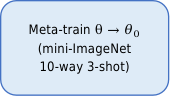 Meta-train θ → θ₀
(mini-ImageNet
10-way 3-shot)